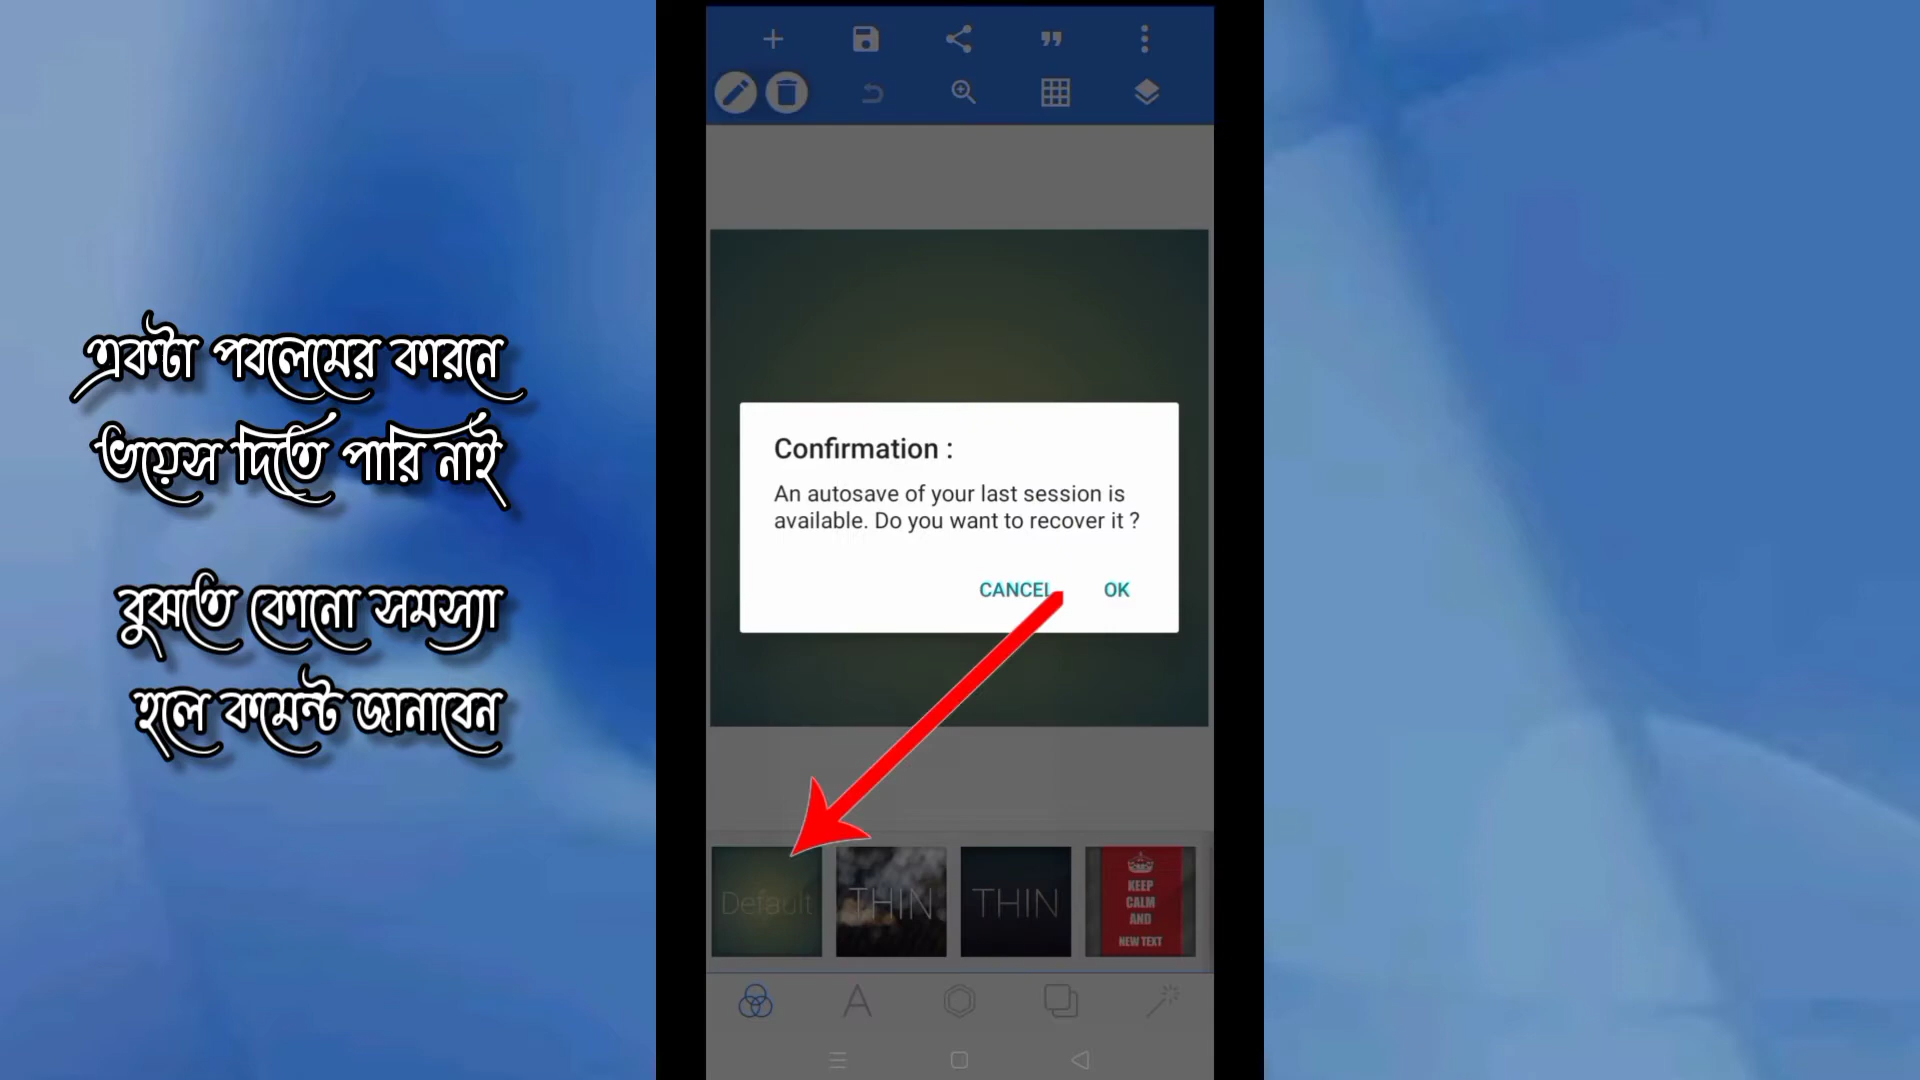 একটা পবলেমের কারনে
ভয়েস দিতে পারি নাই
বুঝতে কোনো সমস্যা
হলে কমেন্ট জানাবেন
Confirmation :
An autosave of your last session is
available. Do you want to recover it ?
CANCEL OK
Default THIN THIN
KEEP
CALM
AND
NEW TEXT